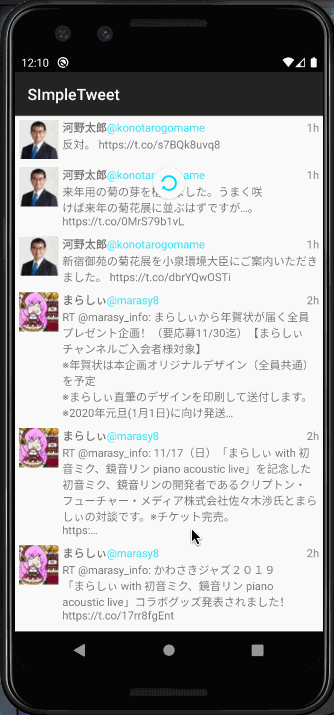 12:10
SImpleTweet
河野太郎@konotarogomame 1h
反対。 https://t.co/s7BQk8uvq8
河野太郎@konotarogomame 1h
来年用の菊の芽を した。うまく咲
けば来年の菊花展に並ぶはずですが…。
https://t.co/0MrS79b1vL
河野太郎@konotarogomame 1h
新宿御苑の菊花展を小泉環境大臣にご案内いただき
ました。 https://t.co/dbrYQwOSTi
まらしぃ@marasy8 2h
RT @marasy_info: まらしぃから年賀状が届く全員
プレゼント企画！（要応募11/30迄）【まらしぃ
チャンネルご入会者様対象】
※年賀状は本企画オリジナルデザイン（全員共通）
を予定
※まらしぃ直筆のデザインを印刷して送付します。
※2020年元旦(1月1日)に向け発送…
まらしぃ@marasy8 2h
RT @marasy_info: 11/17（日）「まらしぃ with 初
音ミク、鏡音リン piano acoustic live」を記念した
初音ミク、鏡音リンの開発者であるクリプトン・
フューチャー・メディア株式会社佐々木渉氏とまら
しぃの対談です。※チケット完売。
https:…
まらしぃ@marasy8 2h
RT @marasy_info: かわさきジャズ２０１９
「まらしぃ with 初音ミク、鏡音リン piano
acoustic live」コラボグッズ発表されました！
https://t.co/17rr8fgEnt